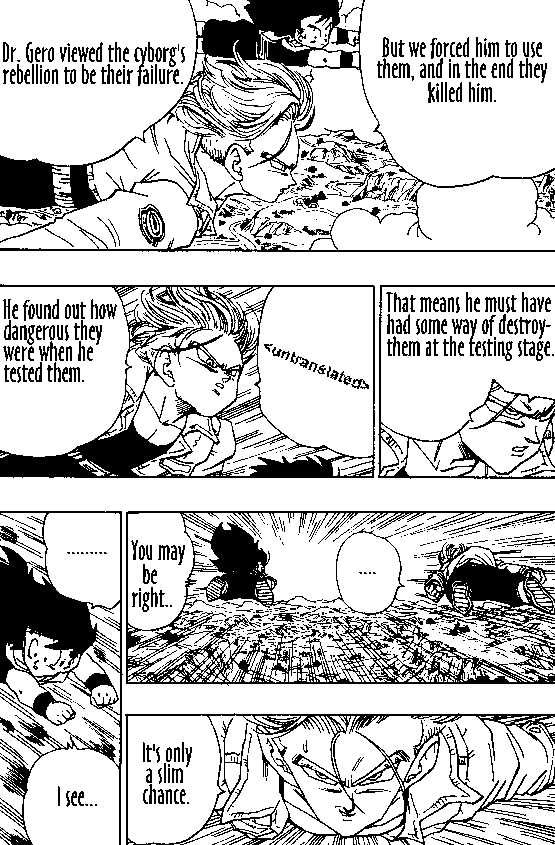 Dr. Gero viewed the cyborg's
rebellion to be their failure.
But we forced him to use
them, and in the end they
killed him.
He found out how
dangerous they
were when he
tested them.
<untranslated>
That means he must have
had some way of destroy-
them at the testing stage.
..........
I see...
You may
be
right..
....
It's only
a slim
chance.